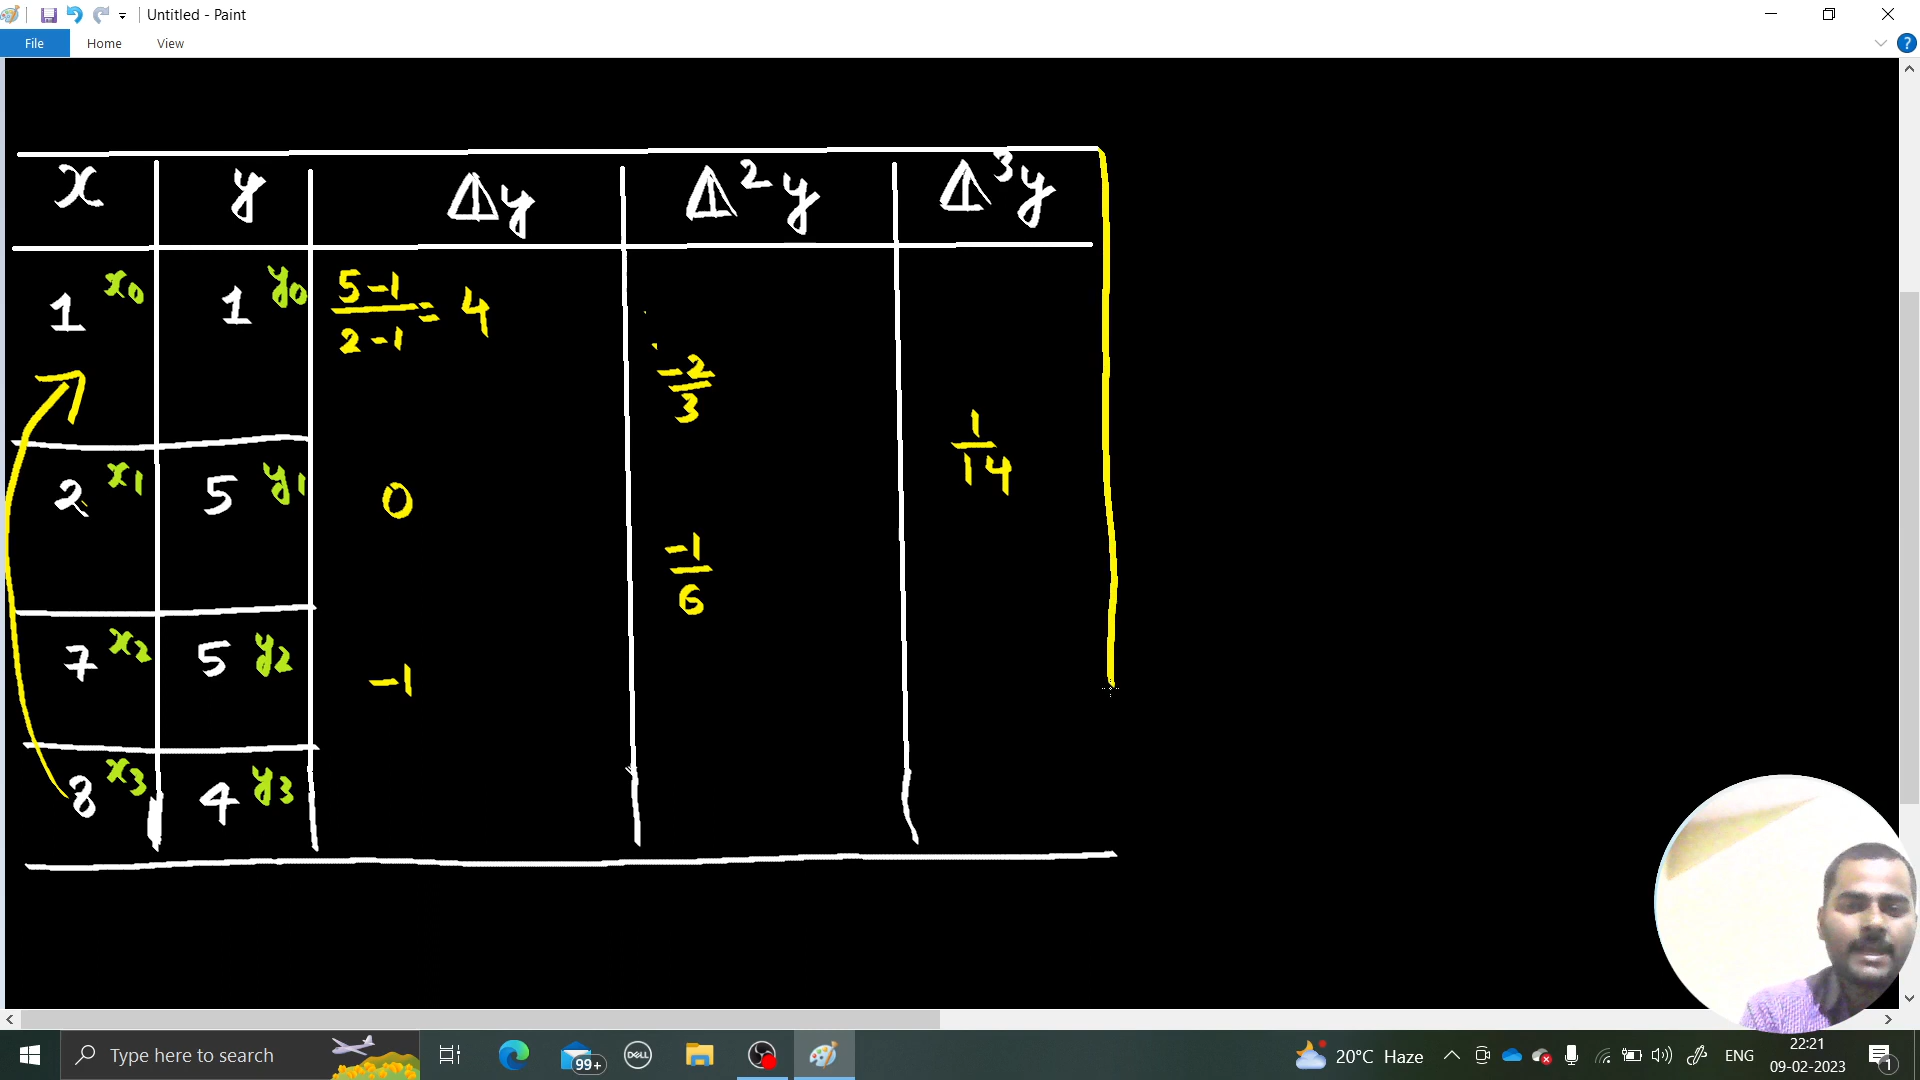 Untitled - Paint
File Home View
x y Δy Δ²y Δ³y
1 x0 1 y0 5-1/2-1 = 4
-2/3
1/14
2 x1 5 y1 0
-1/6
7 x2 5 y2 -1
8 x3 4 y3
Type here to search
99+
DELL
20°C Haze
ENG
22:21
09-02-2023
1